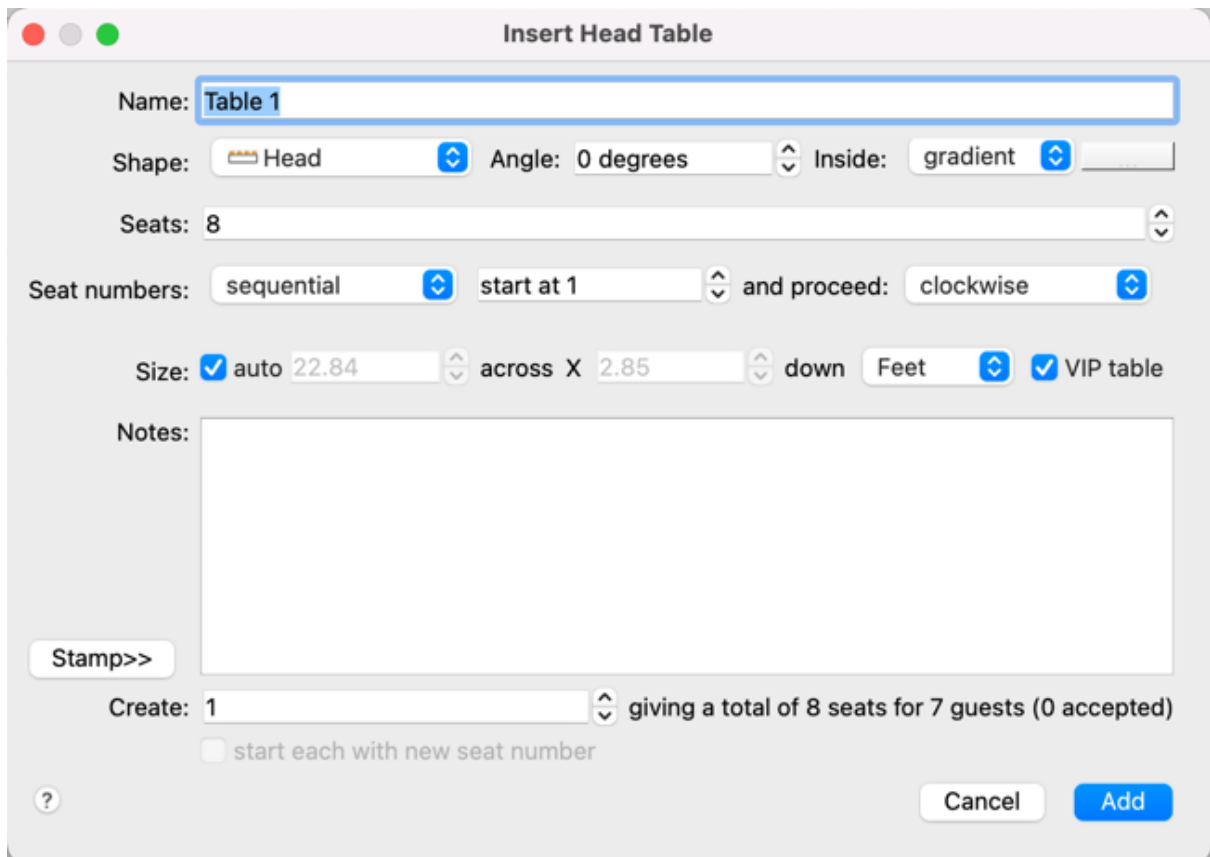 Insert Head Table
Name: Table 1
Shape: Head Angle: 0 degrees Inside: gradient ...
Seats: 8
Seat numbers: sequential start at 1 and proceed: clockwise
Size: auto 22.84 across X 2.85 down Feet VIP table
Notes:
Stamp>>
Create: 1 giving a total of 8 seats for 7 guests (0 accepted)
start each with new seat number
? Cancel Add